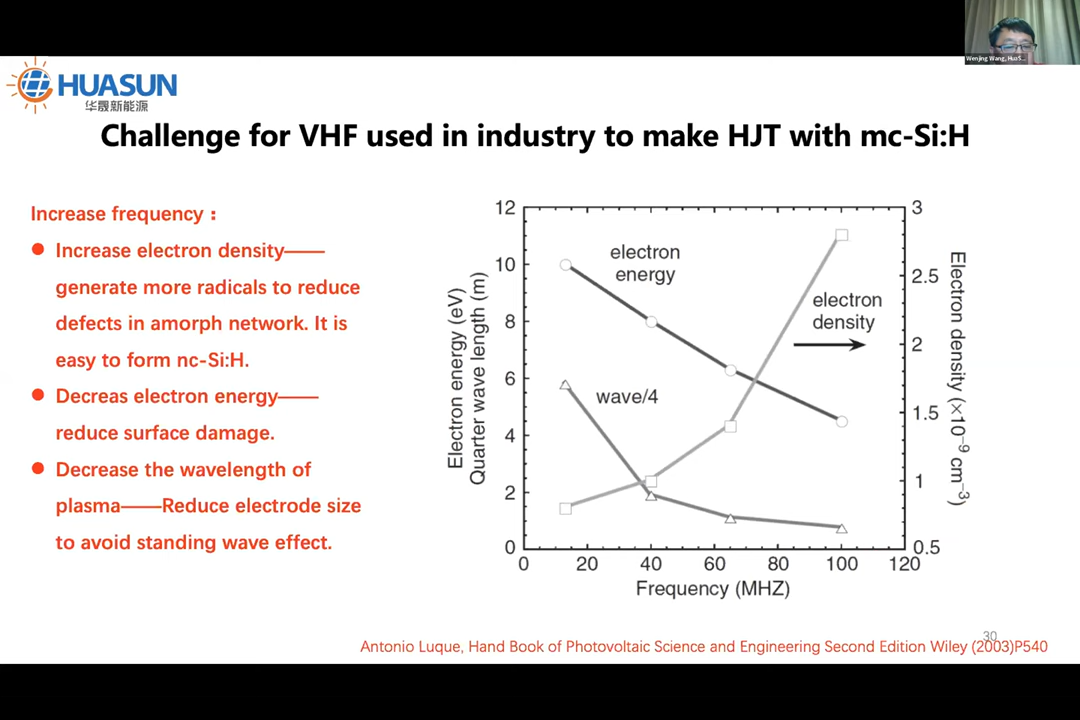 Wenjing Wang, HuaS...
HUASUN
华晟新能源
Challenge for VHF used in industry to make HJT with mc-Si:H
Increase frequency：
● Increase electron density——
generate more radicals to reduce
defects in amorph network. It is
easy to form nc-Si:H.
● Decreas electron energy——
reduce surface damage.
● Decrease the wavelength of
plasma——Reduce electrode size
to avoid standing wave effect.
Electron energy (eV)
Quarter wave length (m)
12
10
8
6
4
2
0
electron
energy
wave/4
electron
density
3
2.5
2
1.5
1
0.5
Electron density (×10⁻⁹ cm⁻³)
0 20 40 60 80 100 120
Frequency (MHZ)
30
Antonio Luque, Hand Book of Photovoltaic Science and Engineering Second Edition Wiley (2003)P540